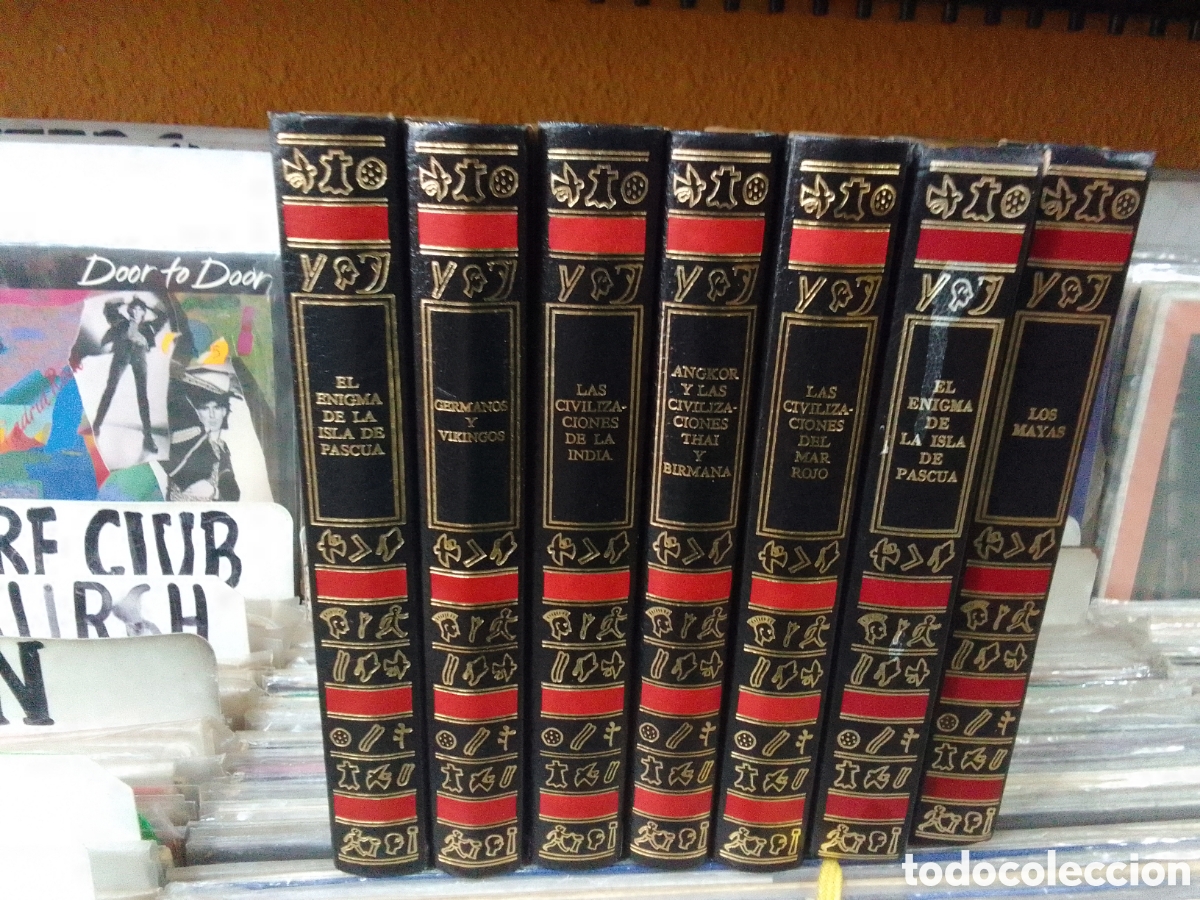 Door to Door
RF CLUB
URGH
N
EL
ENIGMA
DE LA
ISLA DE
PASCUA
GERMANOS
Y
VIKINGOS
LAS
CIVILIZA-
CIONES
DE LA
INDIA
ANGKOR
Y LAS
CIVILIZA-
CIONES
THAI
Y
BIRMANA
LAS
CIVILIZA-
CIONES
DEL
MAR
ROJO
EL
ENIGMA
DE
LA ISLA
DE
PASCUA
LOS
MAYAS
todocoleccion